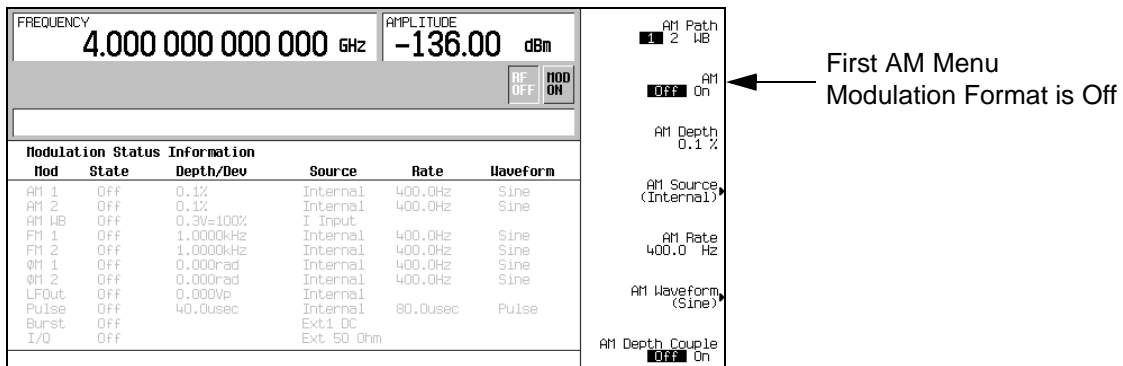 FREQUENCY
4.000 000 000 000 GHz
AMPLITUDE
-136.00 dBm
RF OFF
MOD ON
Modulation Status Information
Mod State Depth/Dev Source Rate Waveform
AM 1 Off 0.1% Internal 400.0Hz Sine
AM 2 Off 0.1% Internal 400.0Hz Sine
AM WB Off 0.3V=100% I Input
FM 1 Off 1.0000kHz Internal 400.0Hz Sine
FM 2 Off 1.0000kHz Internal 400.0Hz Sine
ΦM 1 Off 0.000rad Internal 400.0Hz Sine
ΦM 2 Off 0.000rad Internal 400.0Hz Sine
LFOut Off 0.000Vp Internal
Pulse Off 40.0usec Internal 80.0usec Pulse
Burst Off Ext1 DC
I/Q Off Ext 50 Ohm
AM Path
1 2 WB
AM
Off On
AM Depth
0.1 %
AM Source
(Internal)
AM Rate
400.0 Hz
AM Waveform
(Sine)
AM Depth Couple
Off On
First AM Menu
Modulation Format is Off